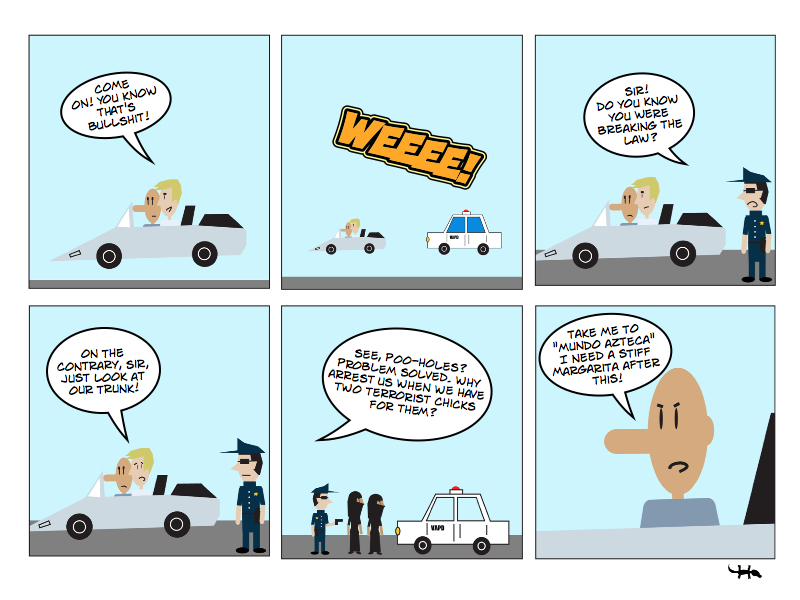 COME
ON! YOU KNOW
THAT'S
BULLSHIT!
WEEEE!
VAPD
SIR!
DO YOU KNOW
YOU WERE
BREAKING THE
LAW?
ON THE
CONTRARY, SIR,
JUST LOOK AT
OUR TRUNK!
SEE, POO-HOLES?
PROBLEM SOLVED. WHY
ARREST US WHEN WE HAVE
TWO TERRORIST CHICKS
FOR THEM?
VAPD
TAKE ME TO
"MUNDO AZTECA"
I NEED A STIFF
MARGARITA AFTER
THIS!